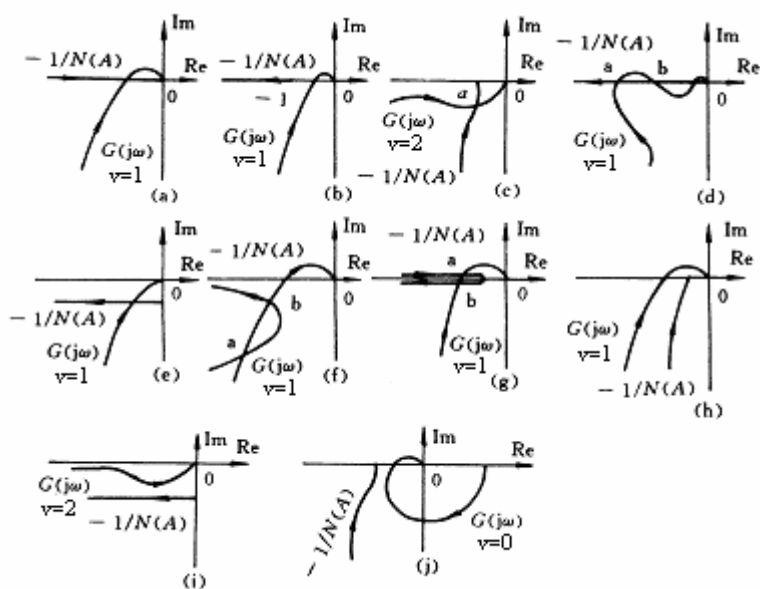 Im
− 1/N(A)
Re
0
G(jω)
v=1
(a)
Im
− 1/N(A)
Re
− 1
0
G(jω)
v=1
(b)
Im
Re
a
0
G(jω)
v=2
− 1/N(A)
(c)
− 1/N(A)
Im
a
b
Re
0
G(jω)
v=1
(d)
Im
Re
0
− 1/N(A)
G(jω)
v=1
(e)
Im
− 1/N(A)
Re
0
b
a
G(jω)
v=1
(f)
Im
− 1/N(A)
a
Re
b
0
G(jω)
v=1
(g)
Im
Re
0
G(jω)
v=1
− 1/N(A)
(h)
Im
Re
0
G(jω)
v=2
− 1/N(A)
(i)
Im
Re
0
− 1/N(A)
G(jω)
v=0
(j)